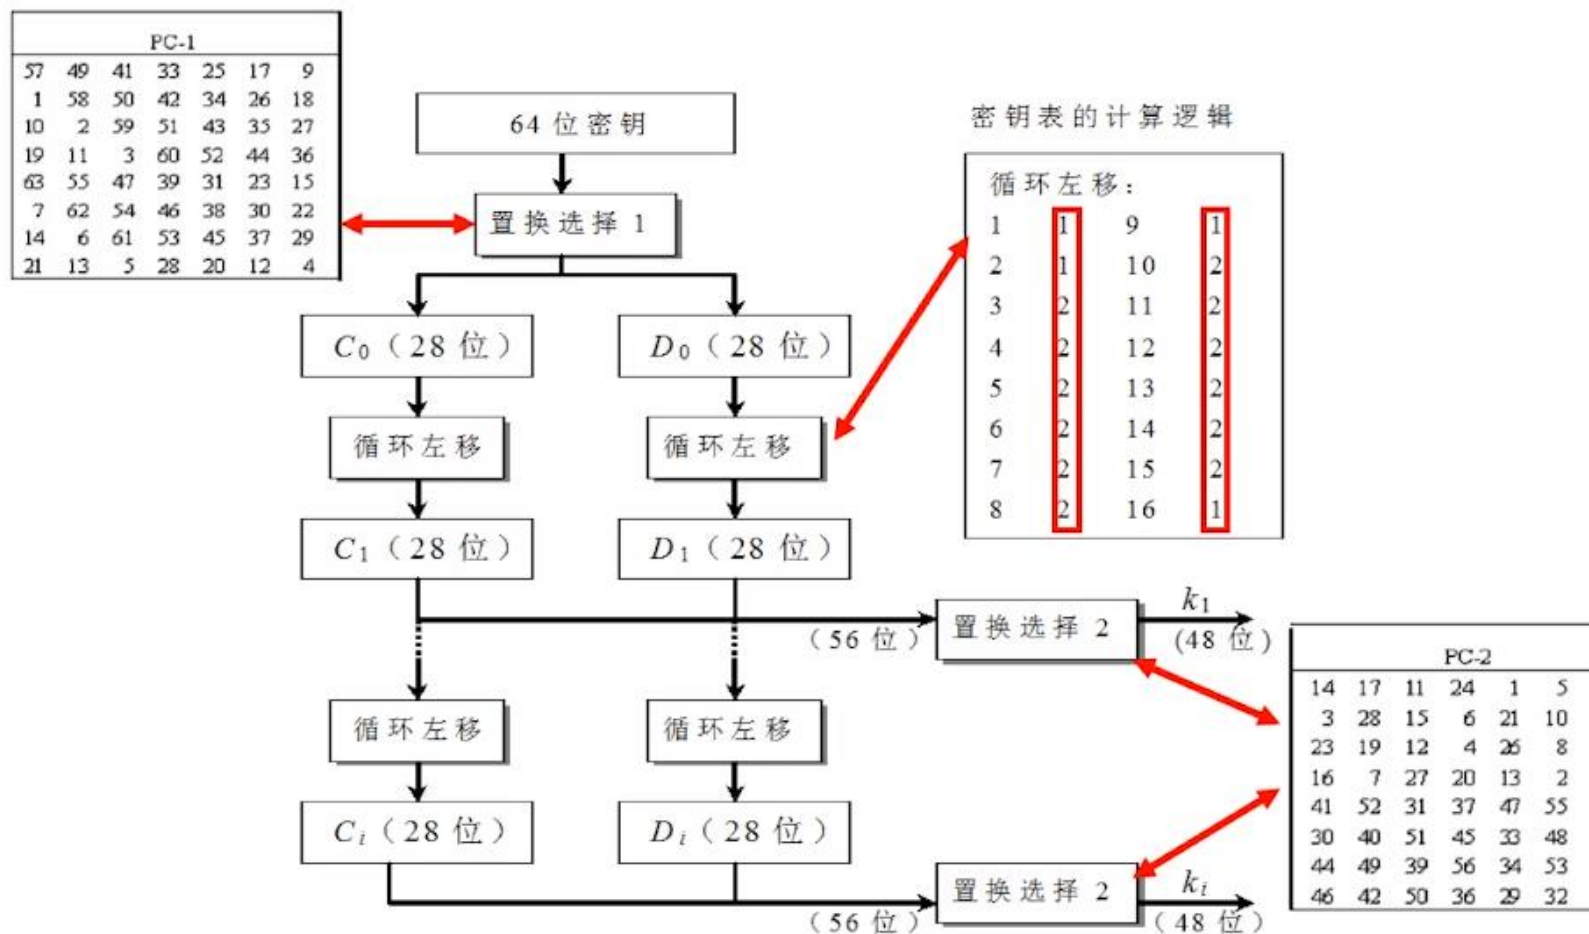 PC-1
57 49 41 33 25 17 9
1 58 50 42 34 26 18
10 2 59 51 43 35 27
19 11 3 60 52 44 36
63 55 47 39 31 23 15
7 62 54 46 38 30 22
14 6 61 53 45 37 29
21 13 5 28 20 12 4
64 位密钥
置换选择 1
C0（28 位） D0（28 位）
循环左移 循环左移
C1（28 位） D1（28 位）
密钥表的计算逻辑
循环左移：
1 1 9 1
2 1 10 2
3 2 11 2
4 2 12 2
5 2 13 2
6 2 14 2
7 2 15 2
8 2 16 1
（56 位） 置换选择 2 k1
(48 位)
循环左移 循环左移
Ci（28 位） Di（28 位）
（56 位） 置换选择 2 ki
（48 位）
PC-2
14 17 11 24 1 5
3 28 15 6 21 10
23 19 12 4 26 8
16 7 27 20 13 2
41 52 31 37 47 55
30 40 51 45 33 48
44 49 39 56 34 53
46 42 50 36 29 32